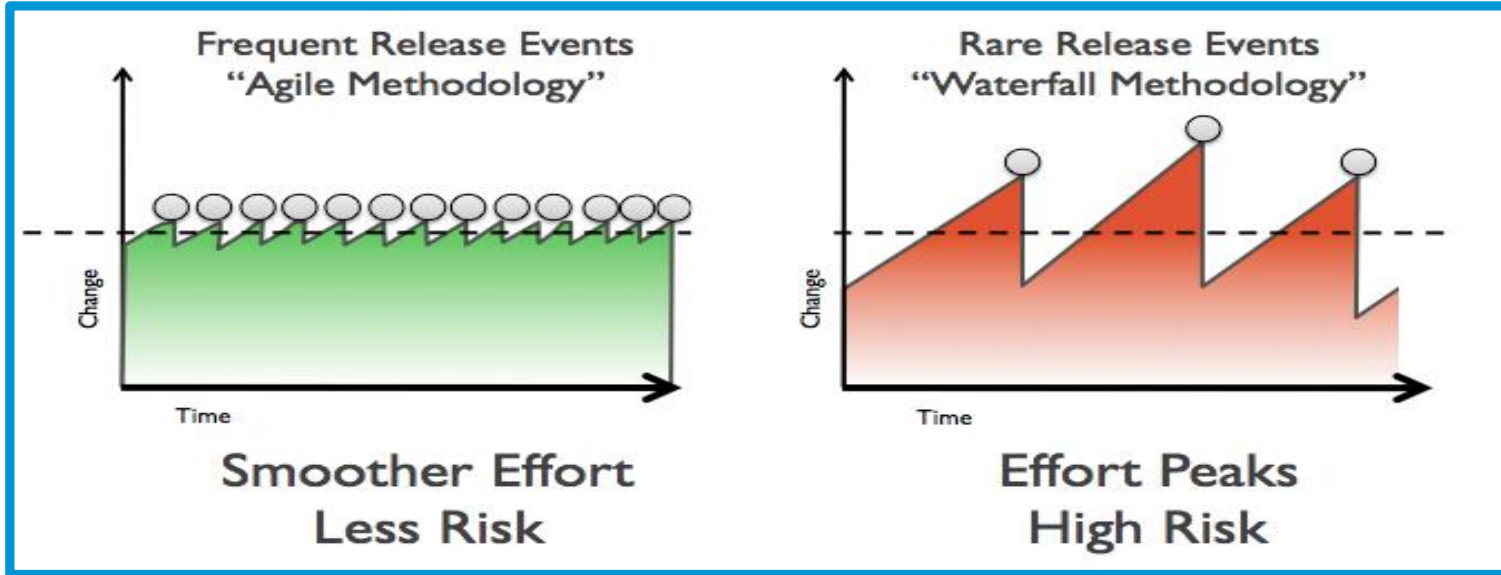 Frequent Release Events
“Agile Methodology”
Change
Time
Smoother Effort
Less Risk
Rare Release Events
“Waterfall Methodology”
Change
Time
Effort Peaks
High Risk